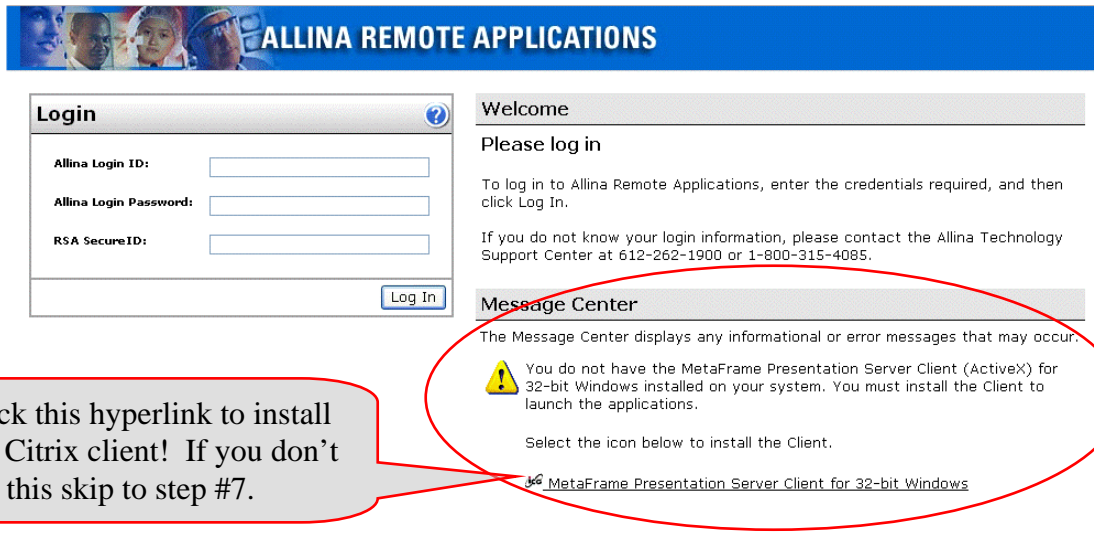 ALLINA REMOTE APPLICATIONS
Login
Allina Login ID:
Allina Login Password:
RSA SecureID:
Log In
Welcome
Please log in
To log in to Allina Remote Applications, enter the credentials required, and then
click Log In.
If you do not know your login information, please contact the Allina Technology
Support Center at 612-262-1900 or 1-800-315-4085.
Message Center
The Message Center displays any informational or error messages that may occur.
You do not have the MetaFrame Presentation Server Client (ActiveX) for
32-bit Windows installed on your system. You must install the Client to
launch the applications.
Select the icon below to install the Client.
MetaFrame Presentation Server Client for 32-bit Windows
ck this hyperlink to install
Citrix client! If you don't
this skip to step #7.